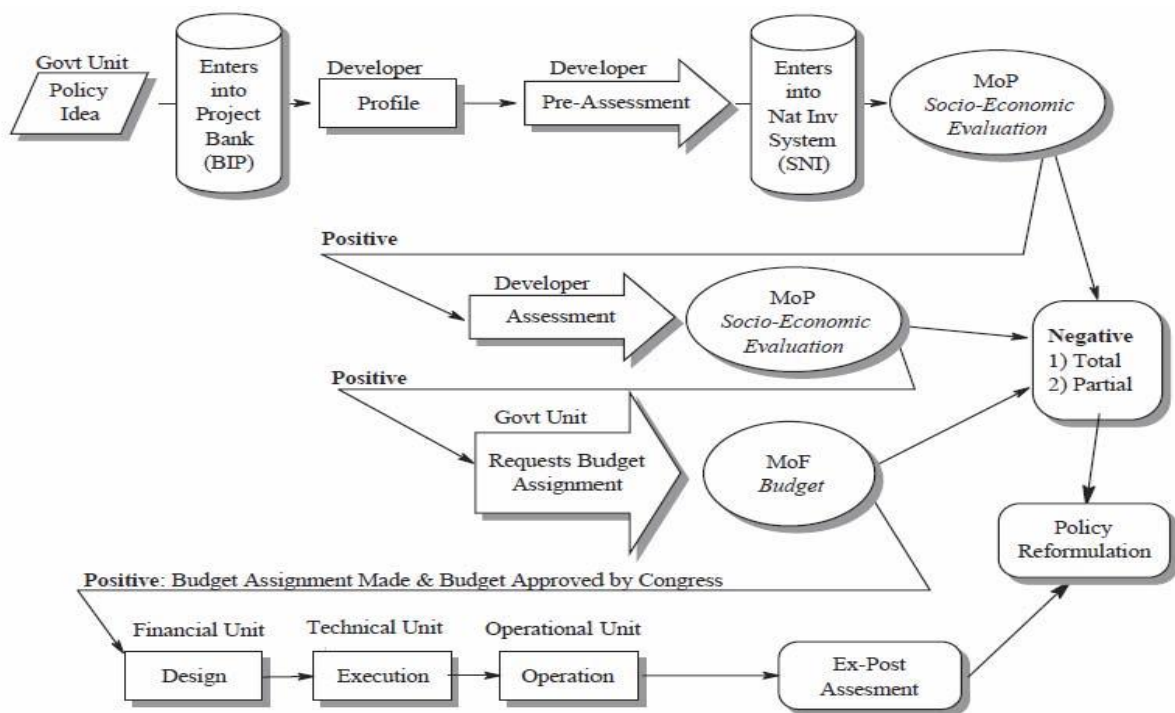 Govt Unit
Policy
Idea
Enters
into
Project
Bank
(BIP)
Developer
Profile
Developer
Pre-Assessment
Enters
into
Nat Inv
System
(SNI)
MoP
Socio-Economic
Evaluation
Positive
Developer
Assessment
MoP
Socio-Economic
Evaluation
Negative
1) Total
2) Partial
Positive
Govt Unit
Requests Budget
Assignment
MoF
Budget
Policy
Reformulation
Positive: Budget Assignment Made & Budget Approved by Congress
Financial Unit
Design
Technical Unit
Execution
Operational Unit
Operation
Ex-Post
Assesment